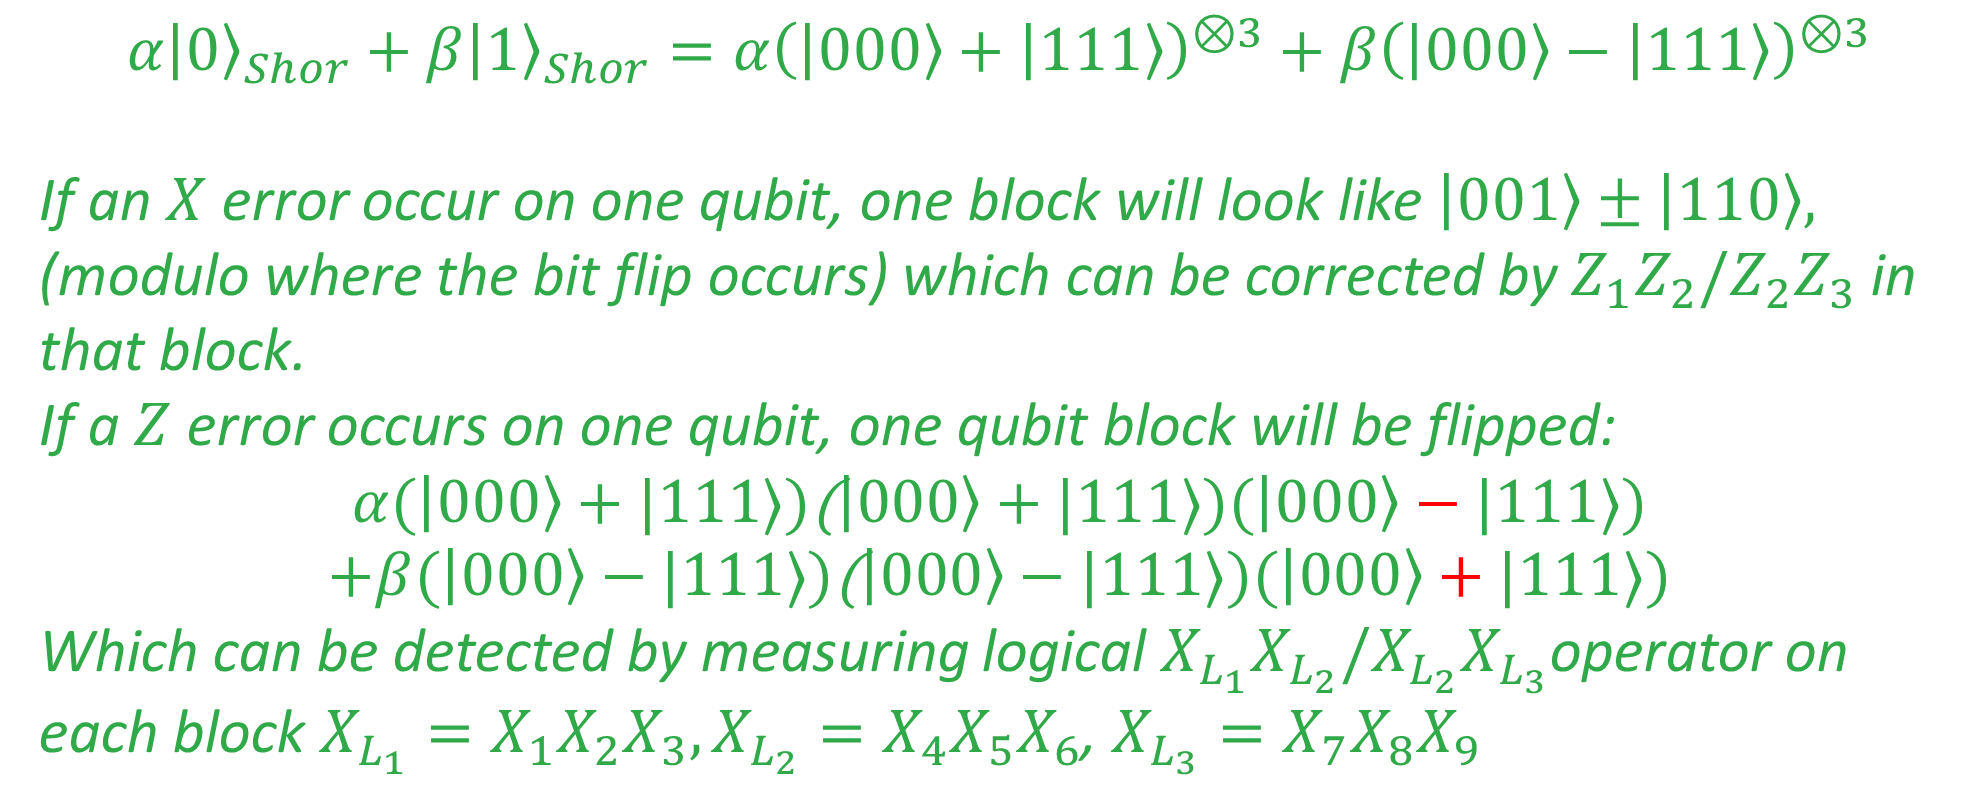 α|0⟩_Shor + β|1⟩_Shor = α(|000⟩ + |111⟩)^⊗3 + β(|000⟩ − |111⟩)^⊗3
If an X error occur on one qubit, one block will look like |001⟩ ± |110⟩,
(modulo where the bit flip occurs) which can be corrected by Z₁Z₂/Z₂Z₃ in
that block.
If a Z error occurs on one qubit, one qubit block will be flipped:
α(|000⟩ + |111⟩)(|000⟩ + |111⟩)(|000⟩ − |111⟩)
+β(|000⟩ − |111⟩)(|000⟩ − |111⟩)(|000⟩ + |111⟩)
Which can be detected by measuring logical X_L₁X_L₂/X_L₂X_L₃operator on
each block X_L₁ = X₁X₂X₃, X_L₂ = X₄X₅X₆, X_L₃ = X₇X₈X₉